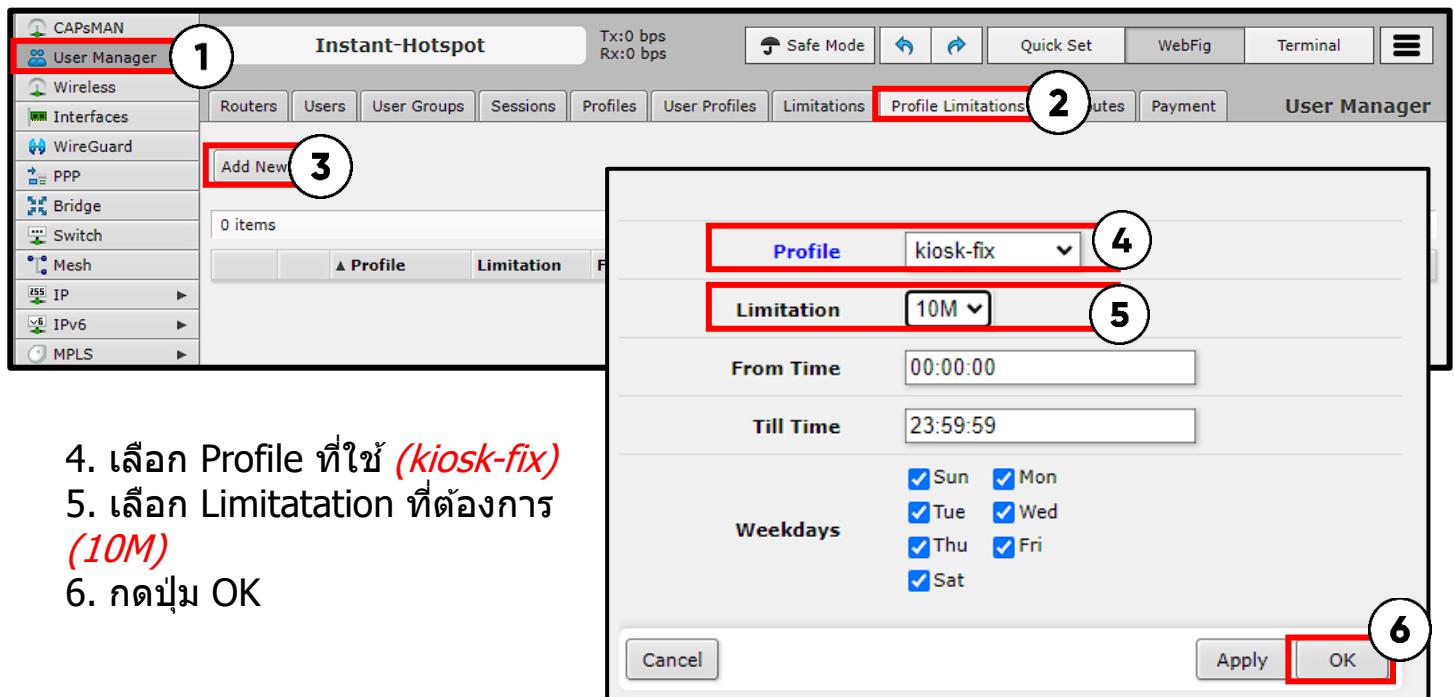 CAPsMAN
User Manager
1
Wireless
Interfaces
WireGuard
PPP
Bridge
Switch
Mesh
255 IP
v6 IPv6
MPLS
Instant-Hotspot
Tx:0 bps
Rx:0 bps
Safe Mode
Quick Set
WebFig
Terminal
Routers Users User Groups Sessions Profiles User Profiles Limitations Profile Limitations 2 utes Payment User Manager
Add New 3
0 items
▲ Profile Limitation F
Profile kiosk-fix 4
Limitation 10M 5
From Time 00:00:00
Till Time 23:59:59
Weekdays
Sun Mon
Tue Wed
Thu Fri
Sat
Cancel Apply OK 6
4. เลือก Profile ที่ใช้ (kiosk-fix)
5. เลือก Limitatation ที่ต้องการ
(10M)
6. กดปุ่ม OK